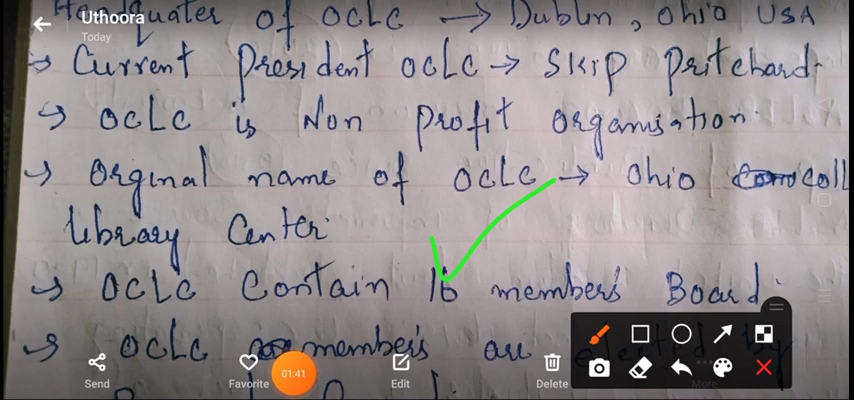 Headquater of OCLC → Dublin, Ohio USA
Uthoora
Today
→ Current President OCLC → Skip Pritchard.
→ OCLC is Non profit organisation.
→ Orginal name of OCLC → Ohio coll
library Center.
→ OCLC Contain 16 members Board.
→ OCLC members are elected by
01:41
Send
Favorite
Edit
Delete
More